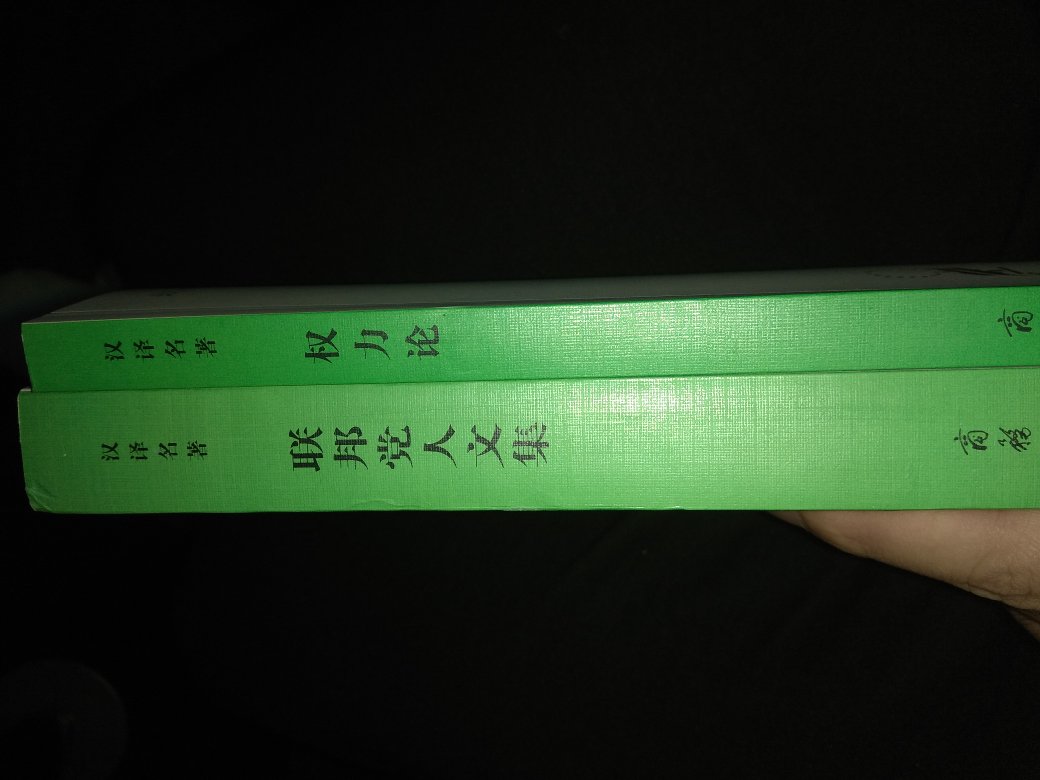 汉译名著 权力论 商
汉译名著 联邦党人文集 商務